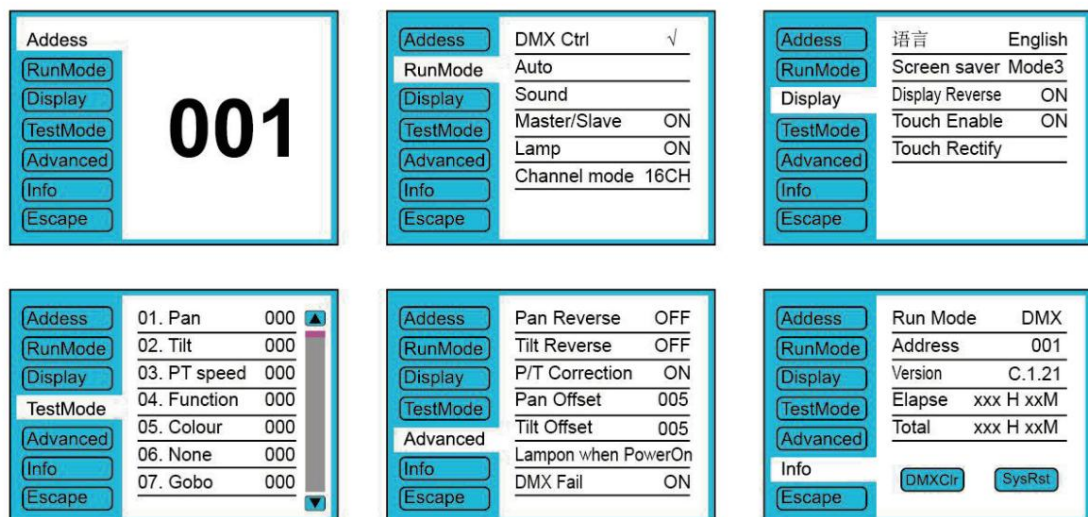 Addess
RunMode
Display
TestMode
Advanced
Info
Escape
001
Addess
RunMode
Display
TestMode
Advanced
Info
Escape
DMX Ctrl √
Auto
Sound
Master/Slave ON
Lamp ON
Channel mode 16CH
Addess
RunMode
Display
TestMode
Advanced
Info
Escape
语言 English
Screen saver Mode3
Display Reverse ON
Touch Enable ON
Touch Rectify
Addess
RunMode
Display
TestMode
Advanced
Info
Escape
01. Pan 000
02. Tilt 000
03. PT speed 000
04. Function 000
05. Colour 000
06. None 000
07. Gobo 000
Addess
RunMode
Display
TestMode
Advanced
Info
Escape
Pan Reverse OFF
Tilt Reverse OFF
P/T Correction ON
Pan Offset 005
Tilt Offset 005
Lampon when PowerOn
DMX Fail ON
Addess
RunMode
Display
TestMode
Advanced
Info
Escape
Run Mode DMX
Address 001
Version C.1.21
Elapse xxx H xxM
Total xxx H xxM
DMXClr SysRst